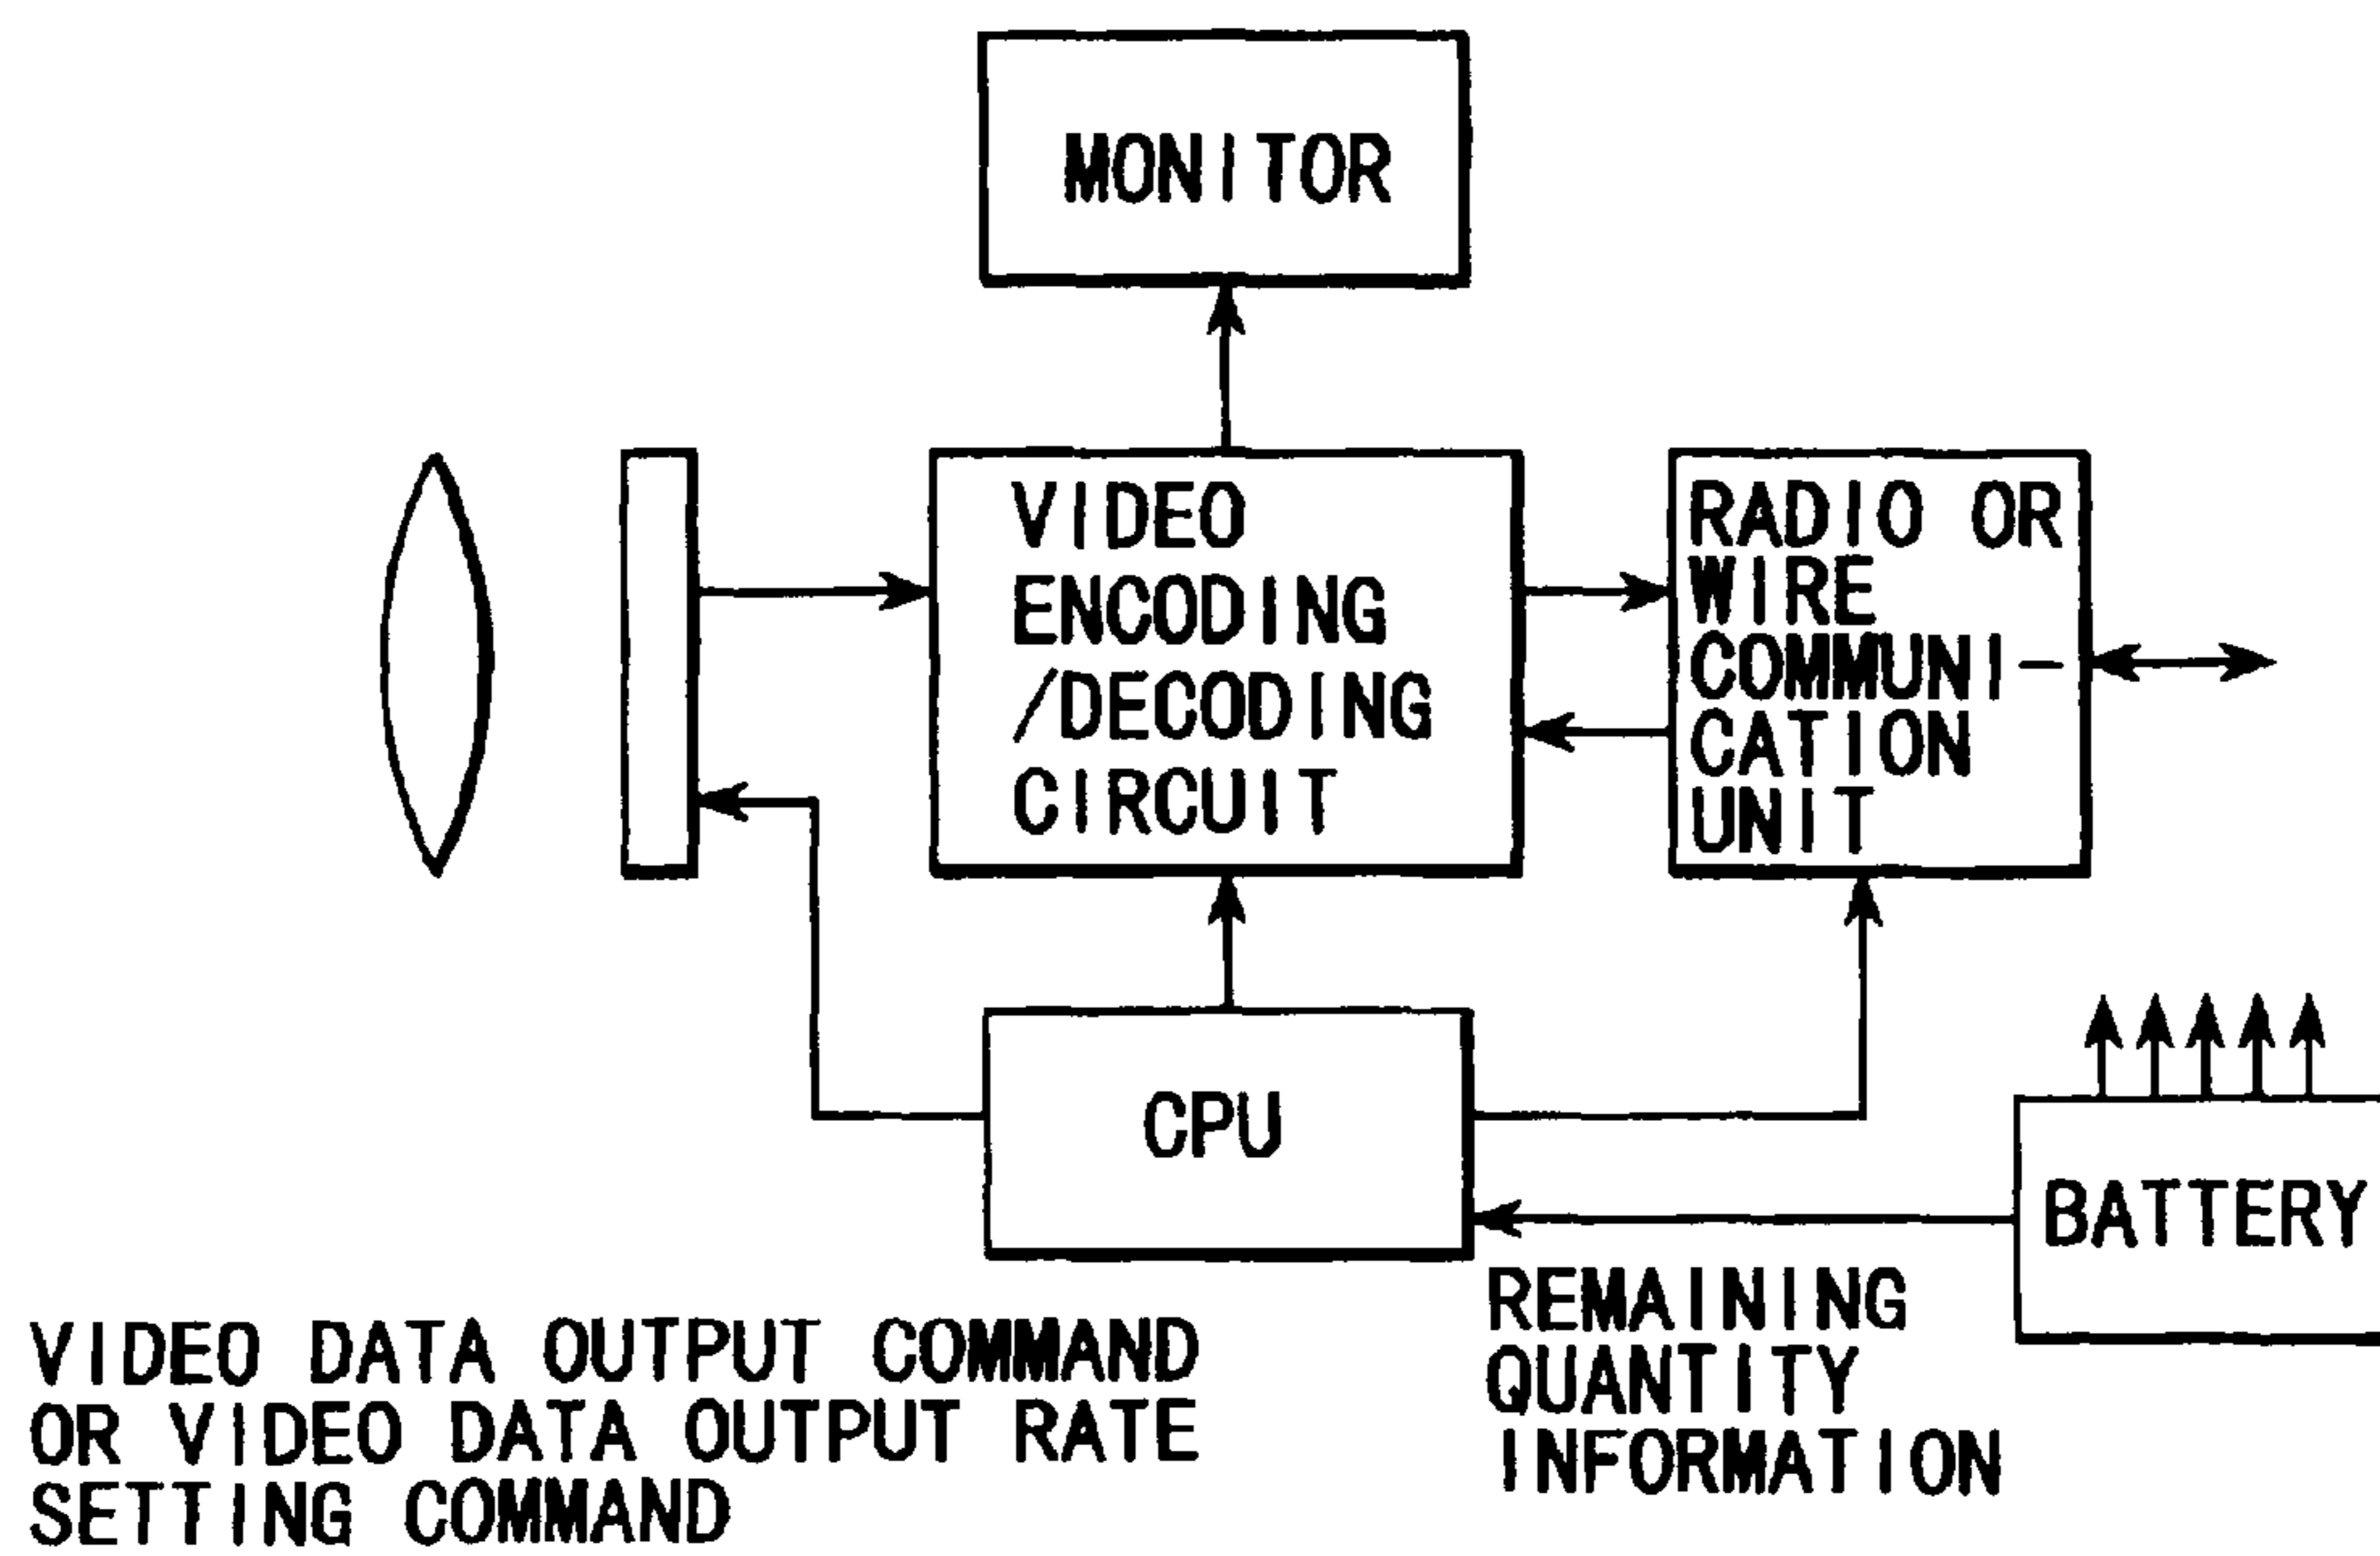 MONITOR
VIDEO
ENCODING
/DECODING
CIRCUIT
RADIO OR
WIRE
COMMUNI-
CATION
UNIT
CPU
BATTERY
REMAINING
QUANTITY
INFORMATION
VIDEO DATA OUTPUT COMMAND
OR VIDEO DATA OUTPUT RATE
SETTING COMMAND